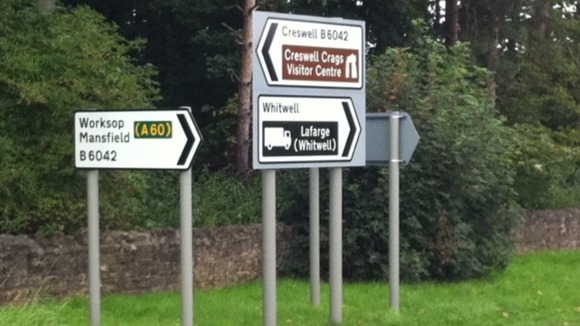 Worksop (A60)
Mansfield
B6042
Creswell B6042
Creswell Crags
Visitor Centre
Whitwell
Lafarge
(Whitwell)